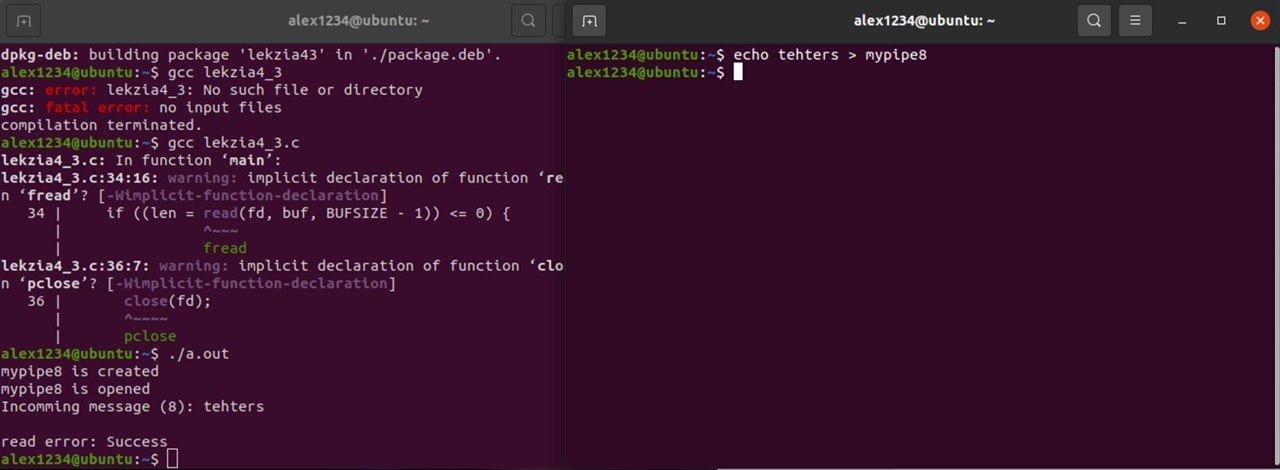 alex1234@ubuntu: ~
dpkg-deb: building package 'lekzia43' in './package.deb'.
alex1234@ubuntu:~$ gcc lekzia4_3
gcc: error: lekzia4_3: No such file or directory
gcc: fatal error: no input files
compilation terminated.
alex1234@ubuntu:~$ gcc lekzia4_3.c
lekzia4_3.c: In function ‘main’:
lekzia4_3.c:34:16: warning: implicit declaration of function ‘re
n ‘fread’? [-Wimplicit-function-declaration]
34 | if ((len = read(fd, buf, BUFSIZE - 1)) <= 0) {
| ^~~~
| fread
lekzia4_3.c:36:7: warning: implicit declaration of function ‘clo
n ‘pclose’? [-Wimplicit-function-declaration]
36 | close(fd);
| ^~~~~
| pclose
alex1234@ubuntu:~$ ./a.out
mypipe8 is created
mypipe8 is opened
Incomming message (8): tehters
read error: Success
alex1234@ubuntu:~$
alex1234@ubuntu: ~
alex1234@ubuntu:~$ echo tehters > mypipe8
alex1234@ubuntu:~$